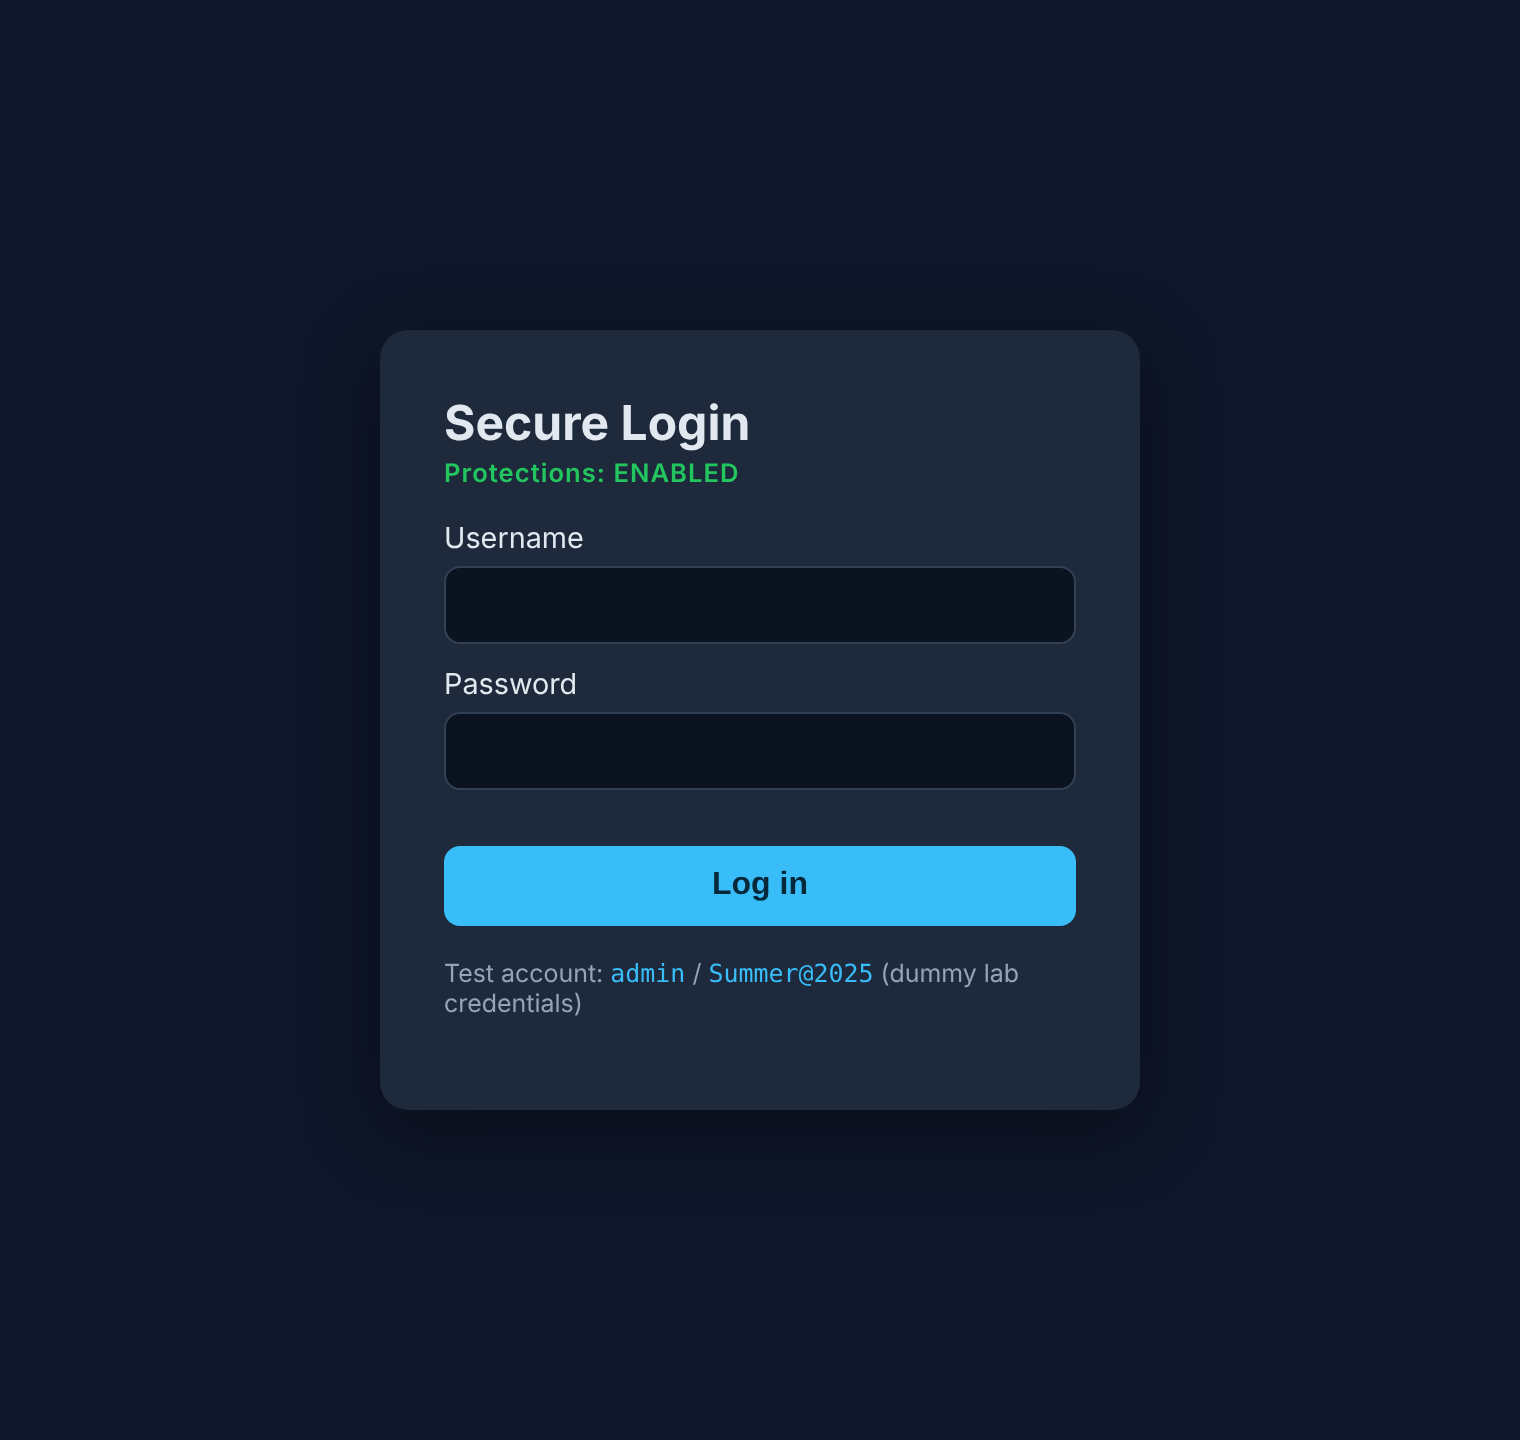 Secure Login
Protections: ENABLED
Username
Password
Log in
Test account: admin / Summer@2025 (dummy lab
credentials)